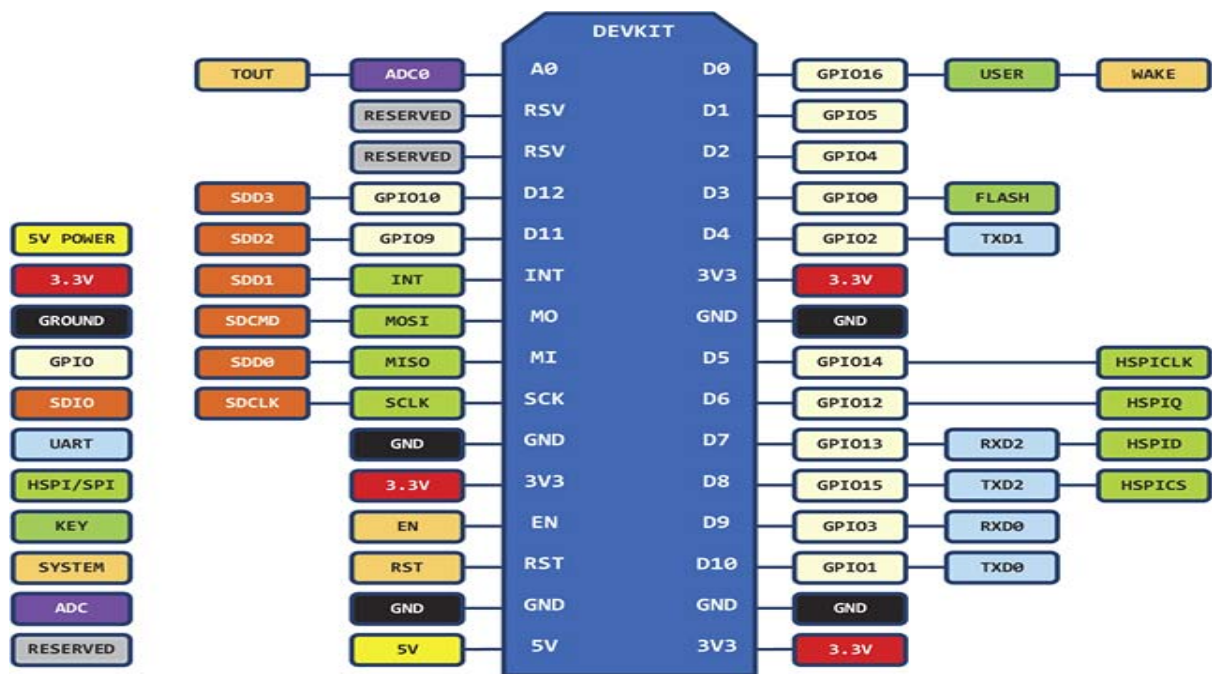 DEVKIT
TOUT ADC0 A0 D0 GPIO16 USER WAKE
RESERVED RSV D1 GPIO5
RESERVED RSV D2 GPIO4
SDD3 GPIO10 D12 D3 GPIO0 FLASH
5V POWER SDD2 GPIO9 D11 D4 GPIO2 TXD1
3.3V SDD1 INT INT 3V3 3.3V
GROUND SDCMD MOSI MO GND GND
GPIO SDD0 MISO MI D5 GPIO14 HSPICLK
SDIO SDCLK SCLK SCK D6 GPIO12 HSPIQ
UART GND GND D7 GPIO13 RXD2 HSPID
HSPI/SPI 3.3V 3V3 D8 GPIO15 TXD2 HSPICS
KEY EN EN D9 GPIO3 RXD0
SYSTEM RST RST D10 GPIO1 TXD0
ADC GND GND GND GND
RESERVED 5V 5V 3V3 3.3V